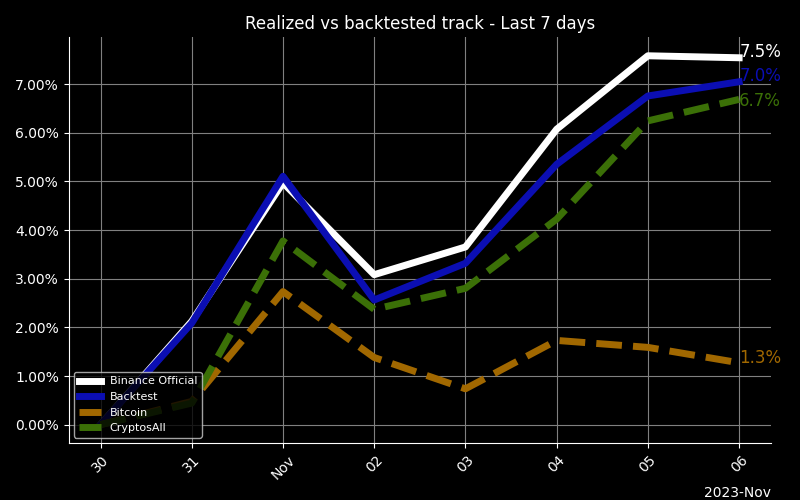 Realized vs backtested track - Last 7 days
7.5%
7.0%
7.00%
6.7%
6.00%
5.00%
4.00%
3.00%
2.00%
1.3%
1.00%
0.00%
Binance Official
Backtest
Bitcoin
CryptosAll
30 31 Nov 02 03 04 05 06
2023-Nov